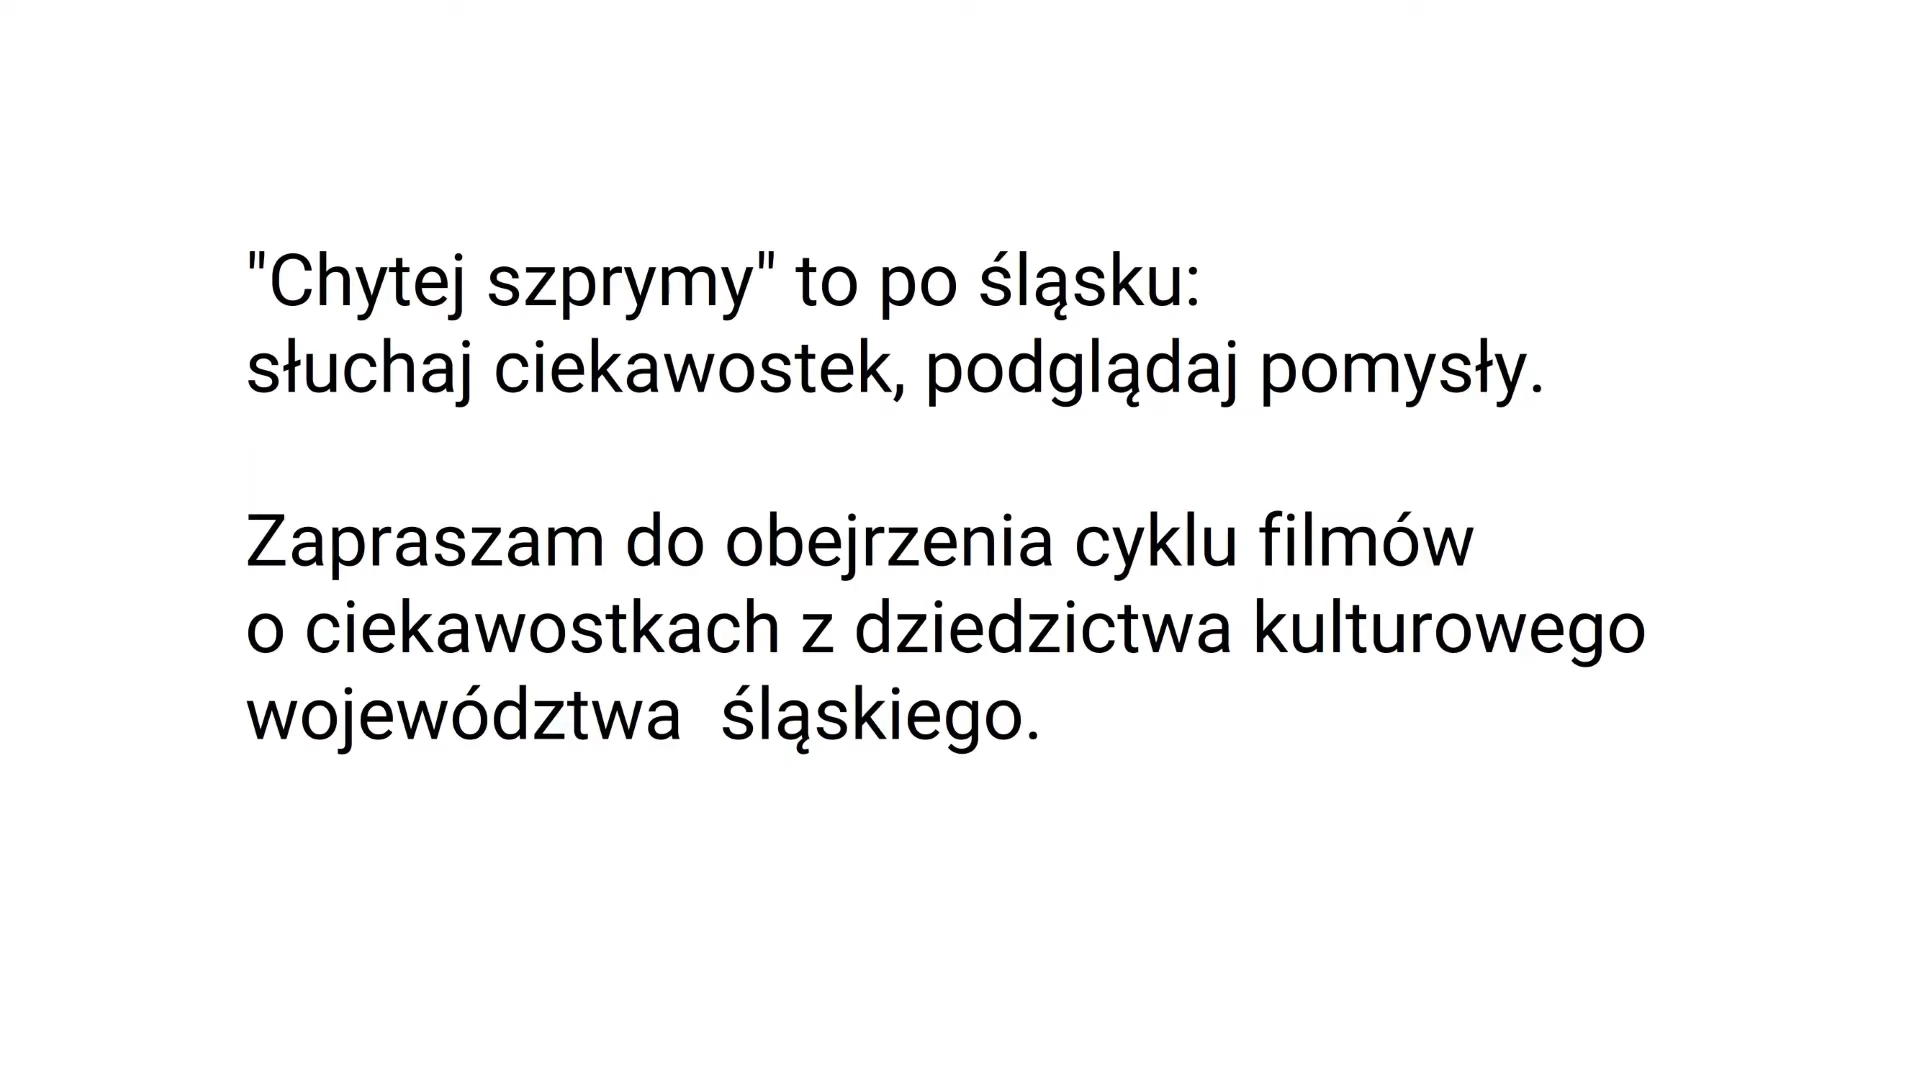 "Chytej szprymy" to po śląsku:
słuchaj ciekawostek, podglądaj pomysły.
Zapraszam do obejrzenia cyklu filmów
o ciekawostkach z dziedzictwa kulturowego
województwa  śląskiego.